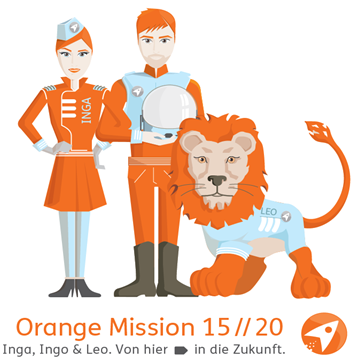 INGA
LEO
Orange Mission 15 // 20
Inga, Ingo & Leo. Von hier in die Zukunft.